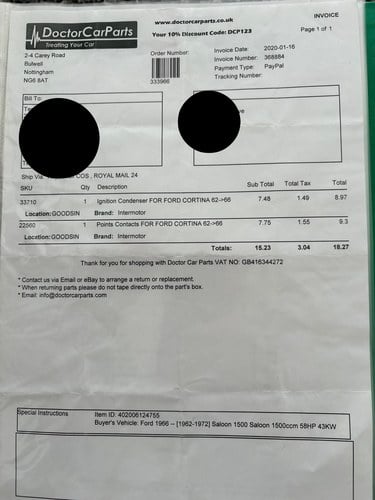 INVOICE
www.doctorcarparts.co.uk
Page 1 of 1
DoctorCarParts
Treating Your Car
Your 10% Discount Code: DCP123
2-4 Carey Road
Bulwell
Nottingham
NG6 8AT
Order Number:
333966
Invoice Date: 2020-01-16
Invoice Number: 368884
Payment Type: PayPal
Tracking Number:
Bill To:
Ship Via COS , ROYAL MAIL 24
SKU Qty Description Sub Total Total Tax Total
33710 1 Ignition Condenser FOR FORD CORTINA 62->66 7.48 1.49 8.97
Location:GOODSIN Brand: Intermotor
22560 1 Points Contacts FOR FORD CORTINA 62->66 7.75 1.55 9.3
Location:GOODSIN Brand: Intermotor
Totals: 15.23 3.04 18.27
Thank you for shopping with Doctor Car Parts VAT NO: GB416344272
* Contact us via Email or eBay to arrange a return or replacement.
* When returning parts please do not tape directly onto the part's box.
* Email: info@doctorcarparts.com
Special Instructions
Item ID: 402006124755
Buyer's Vehicle: Ford 1966 -- [1962-1972] Saloon 1500 Saloon 1500ccm 58HP 43KW